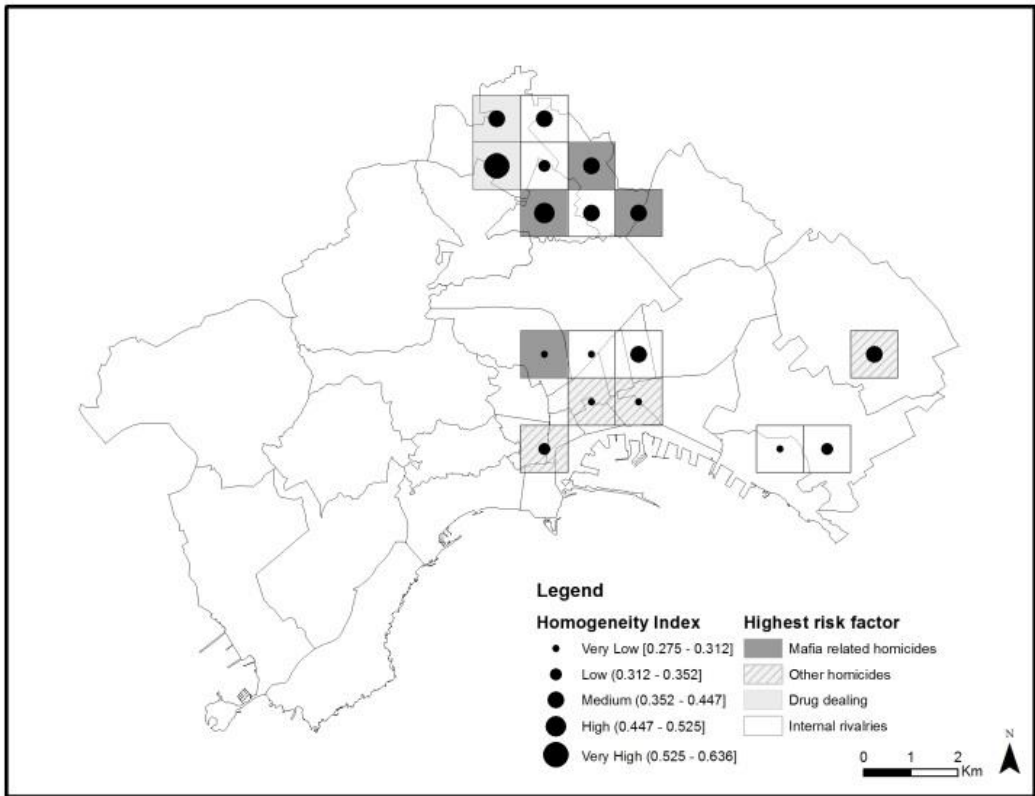 Legend
Homogeneity Index
Very Low [0.275 - 0.312]
Low (0.312 - 0.352]
Medium (0.352 - 0.447]
High (0.447 - 0.525]
Very High (0.525 - 0.636]
Highest risk factor
Mafia related homicides
Other homicides
Drug dealing
Internal rivalries
N
0 1 2
Km